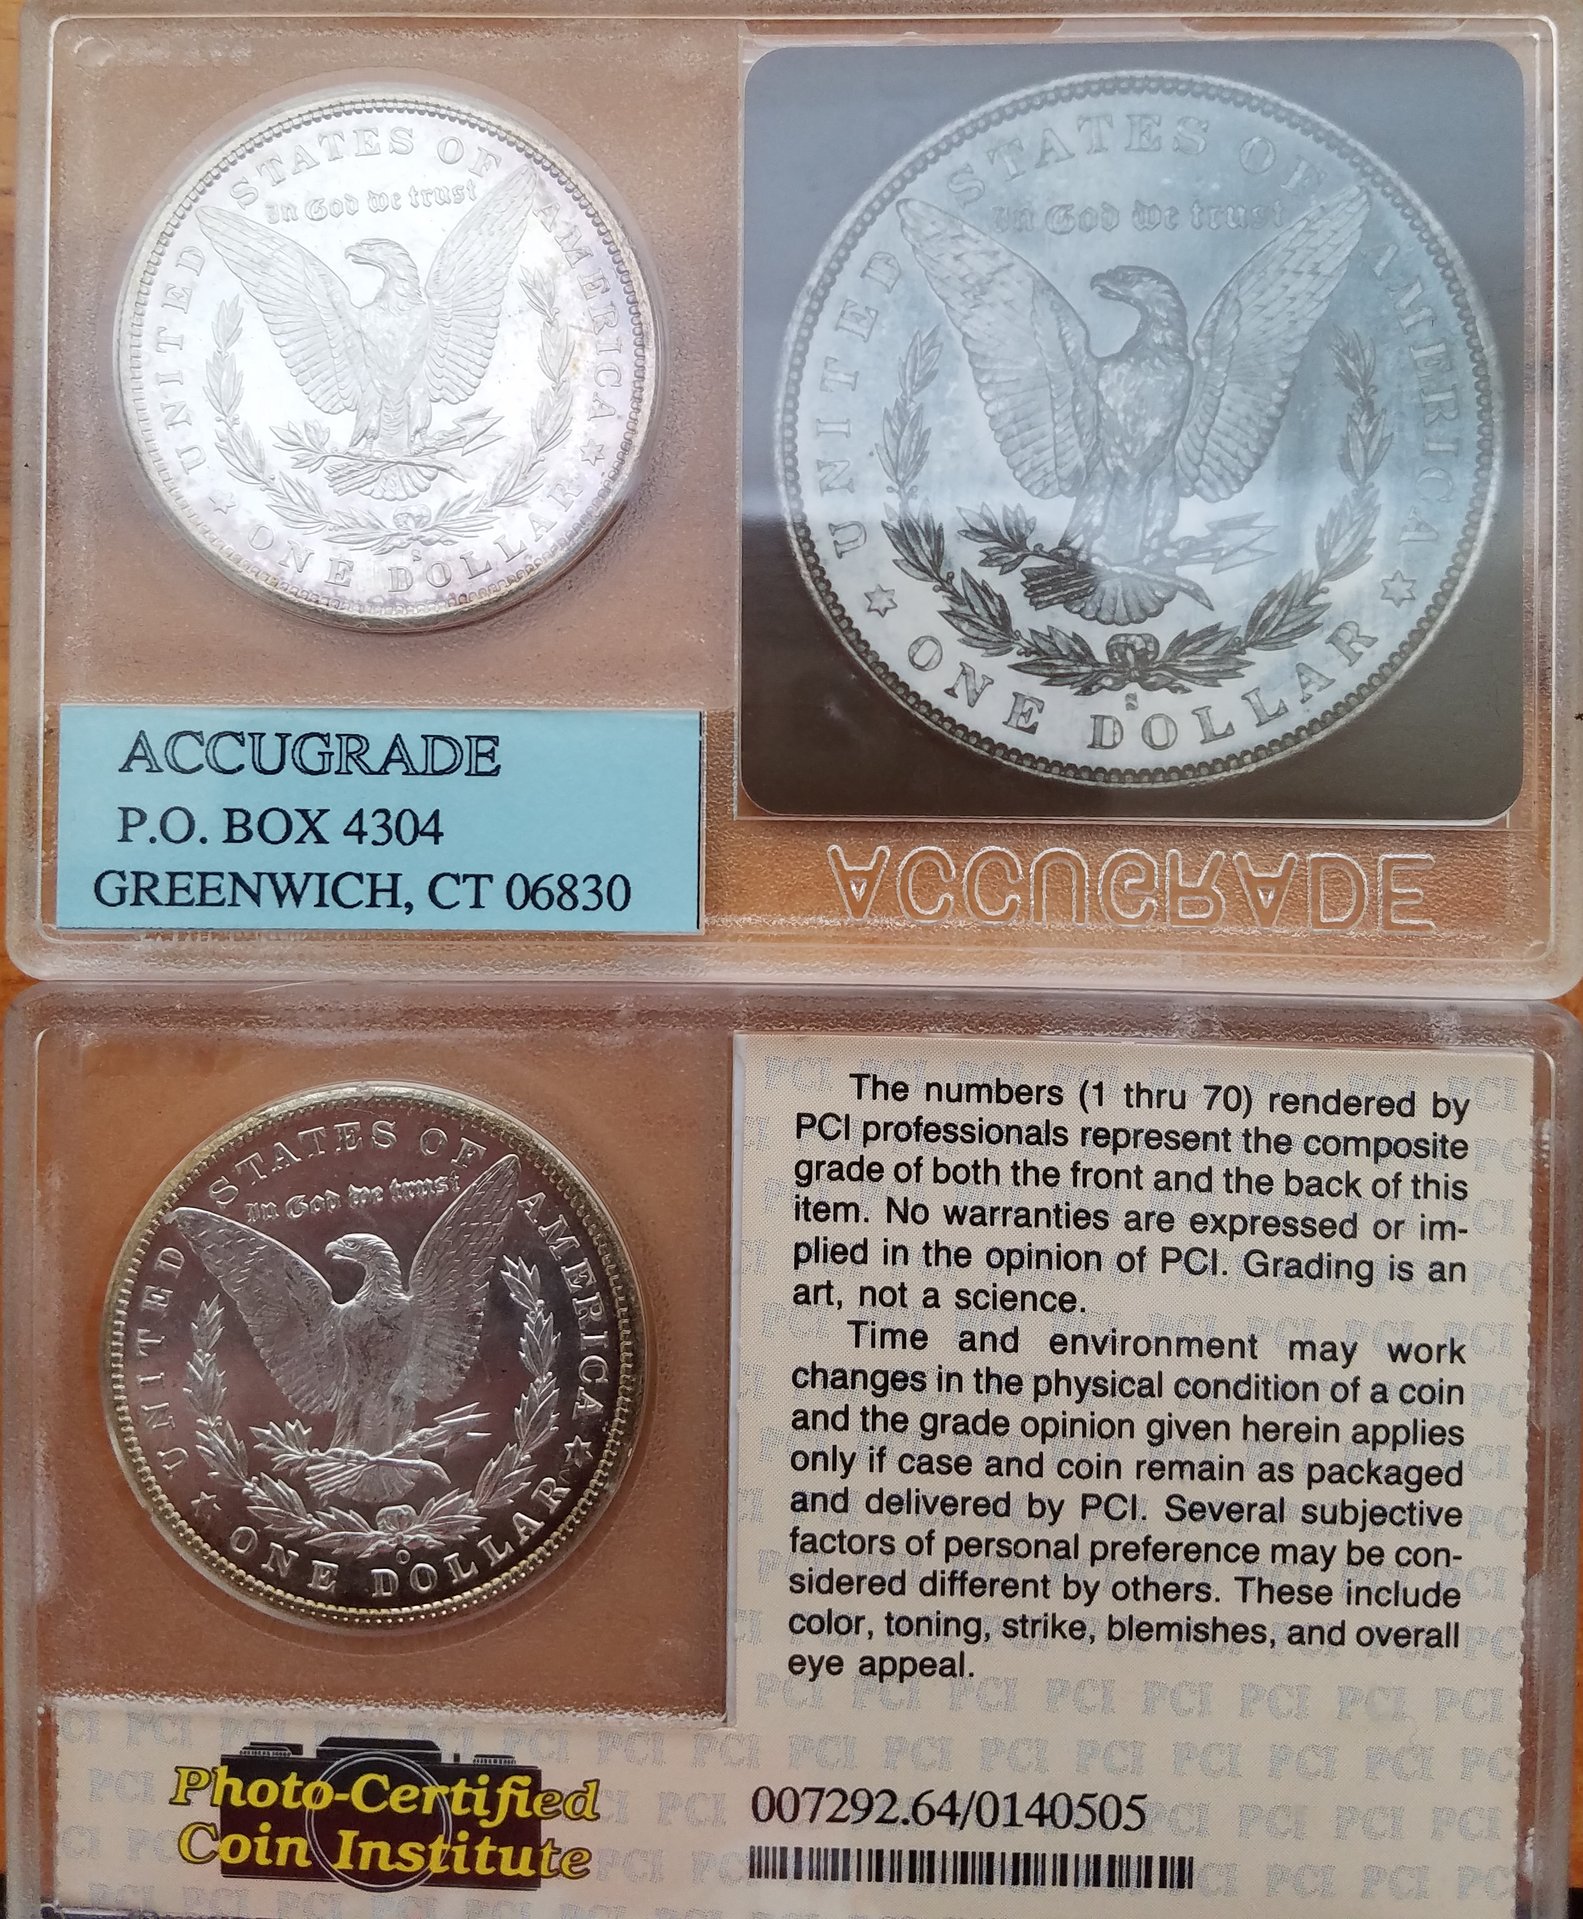 UNITED STATES OF AMERICA
In God we trust
S
ONE DOLLAR
UNITED STATES OF AMERICA
In God we trust
S
ONE DOLLAR
ACCUGRADE
P.O. BOX 4304
GREENWICH, CT 06830
ACCUGRADE
UNITED STATES OF AMERICA
In God we trust
O
ONE DOLLAR
The numbers (1 thru 70) rendered by
PCI professionals represent the composite
grade of both the front and the back of this
item. No warranties are expressed or im-
plied in the opinion of PCI. Grading is an
art, not a science.
Time and environment may work
changes in the physical condition of a coin
and the grade opinion given herein applies
only if case and coin remain as packaged
and delivered by PCI. Several subjective
factors of personal preference may be con-
sidered different by others. These include
color, toning, strike, blemishes, and overall
eye appeal.
Photo-Certified
Coin Institute
007292.64/0140505
PCI PCI PCI PCI PCI PCI